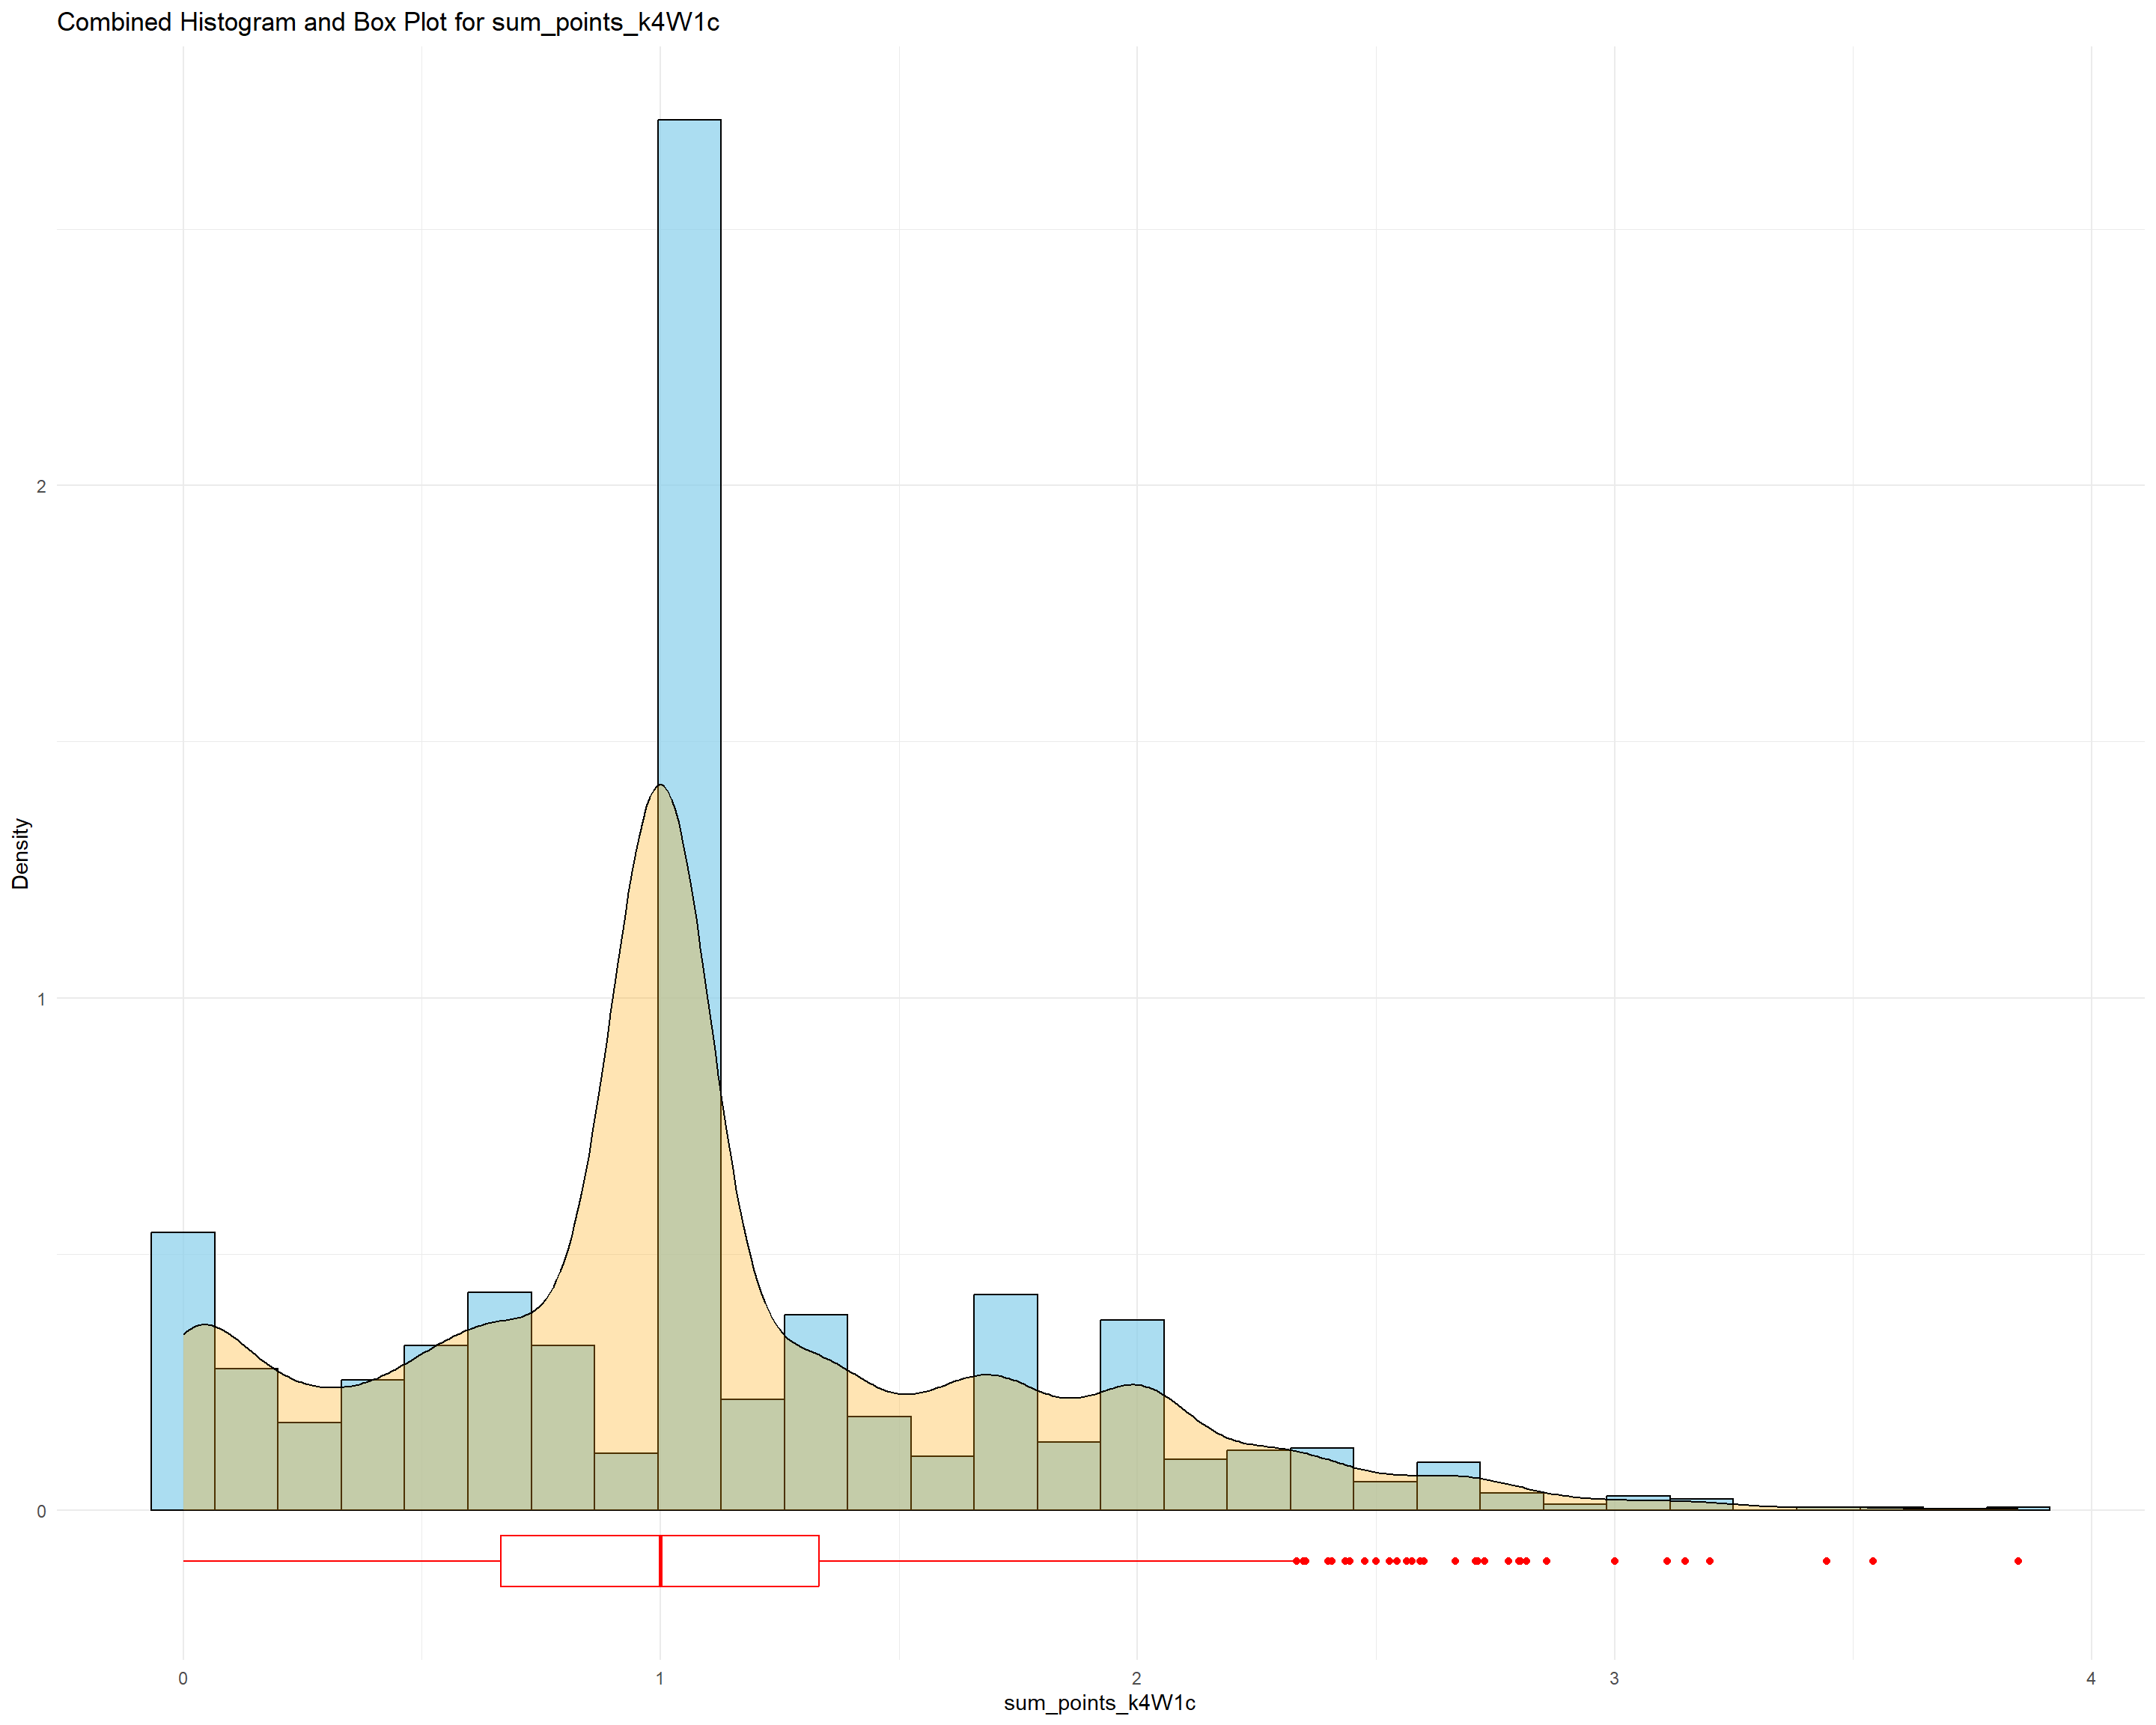 Combined Histogram and Box Plot for sum_points_k4W1c
Density
2
1
0
0 1 2 3 4
sum_points_k4W1c